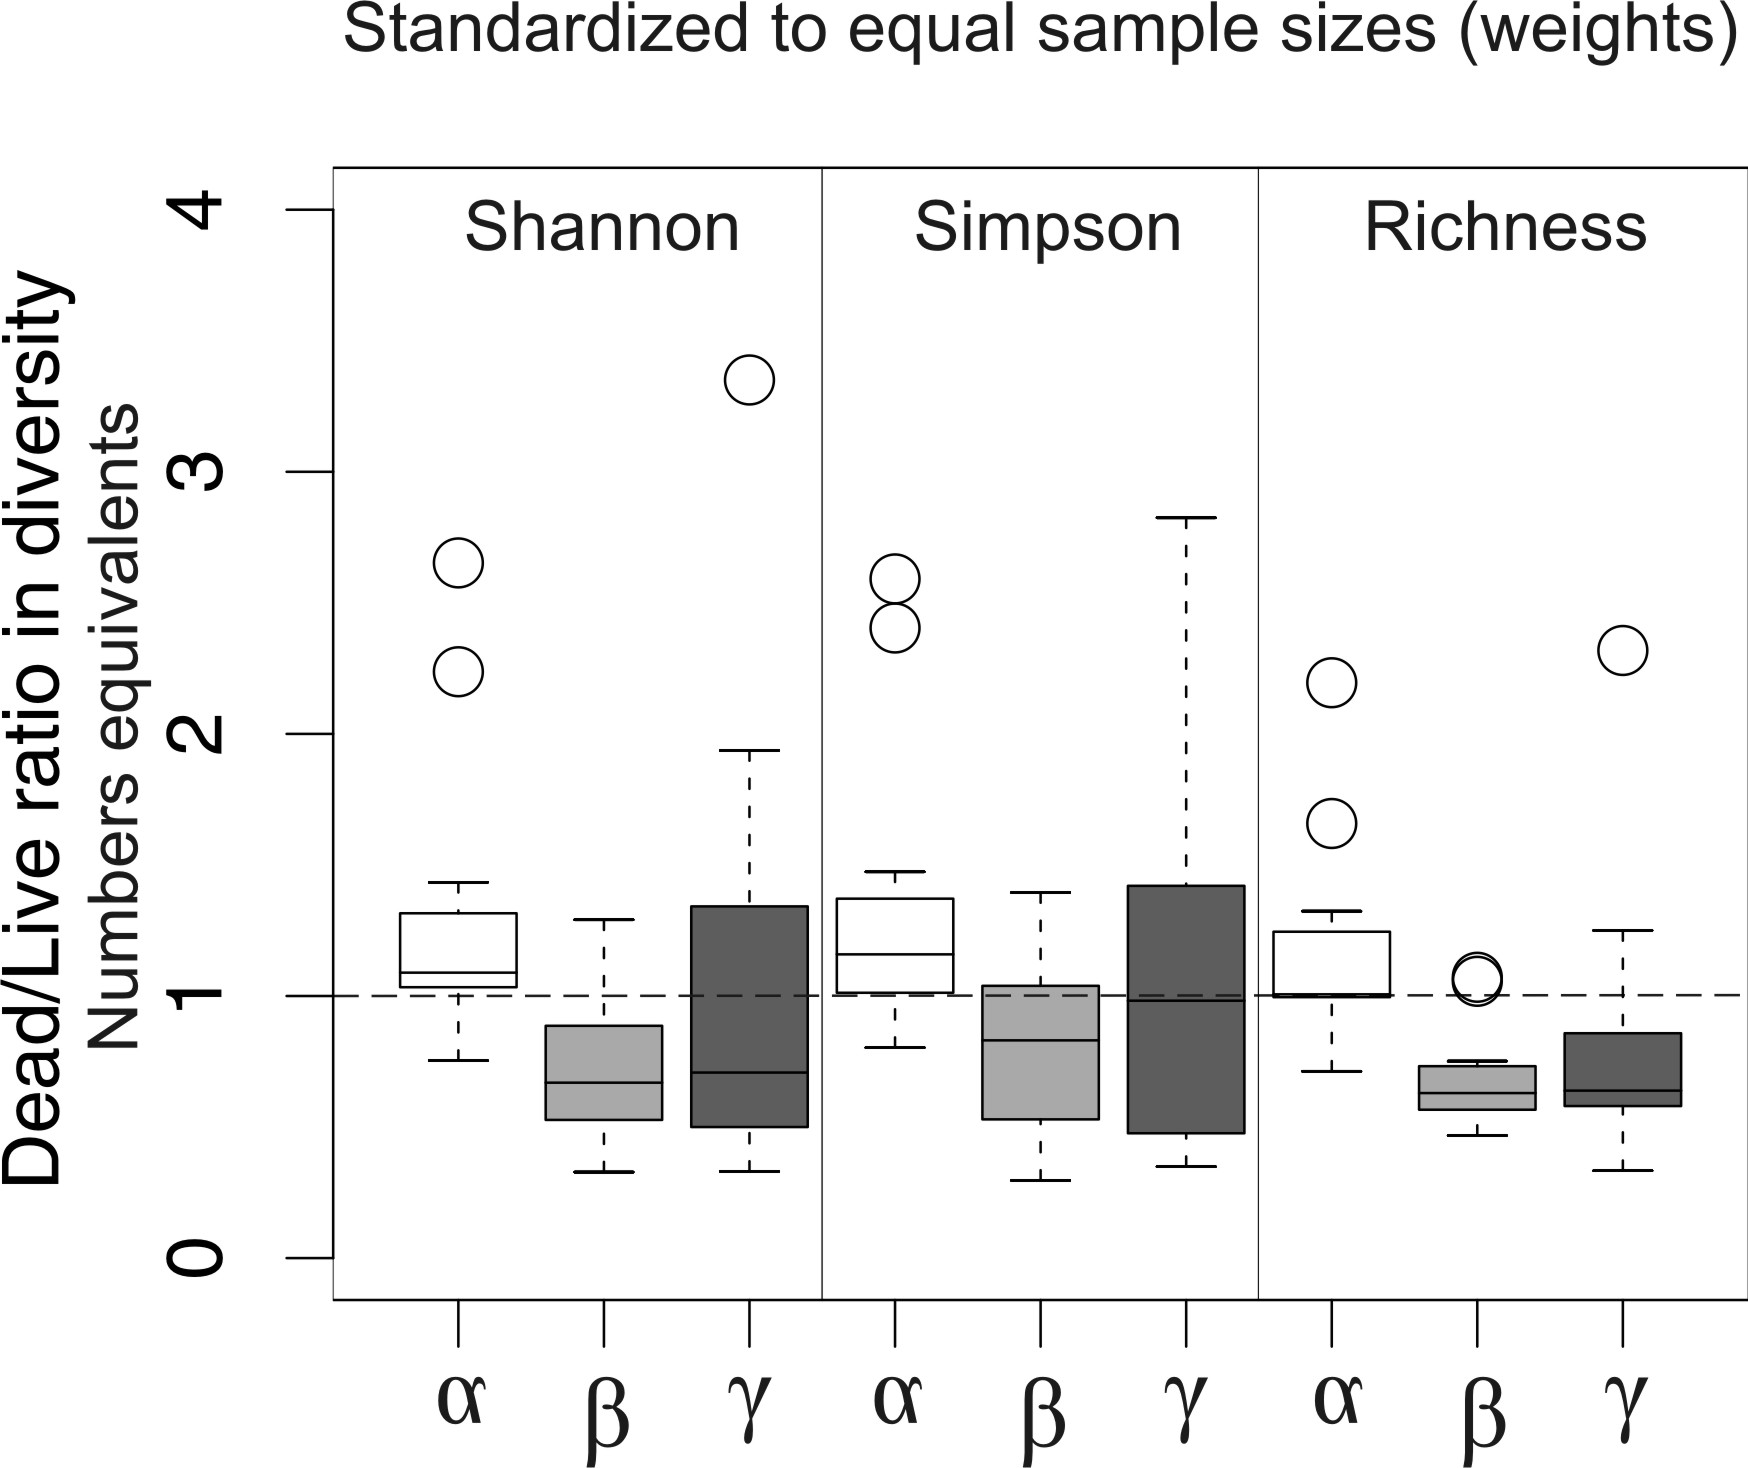 Standardized to equal sample sizes (weights)
Dead/Live ratio in diversity
Numbers equivalents
4
3
2
1
0
Shannon Simpson Richness
α β γ α β γ α β γ